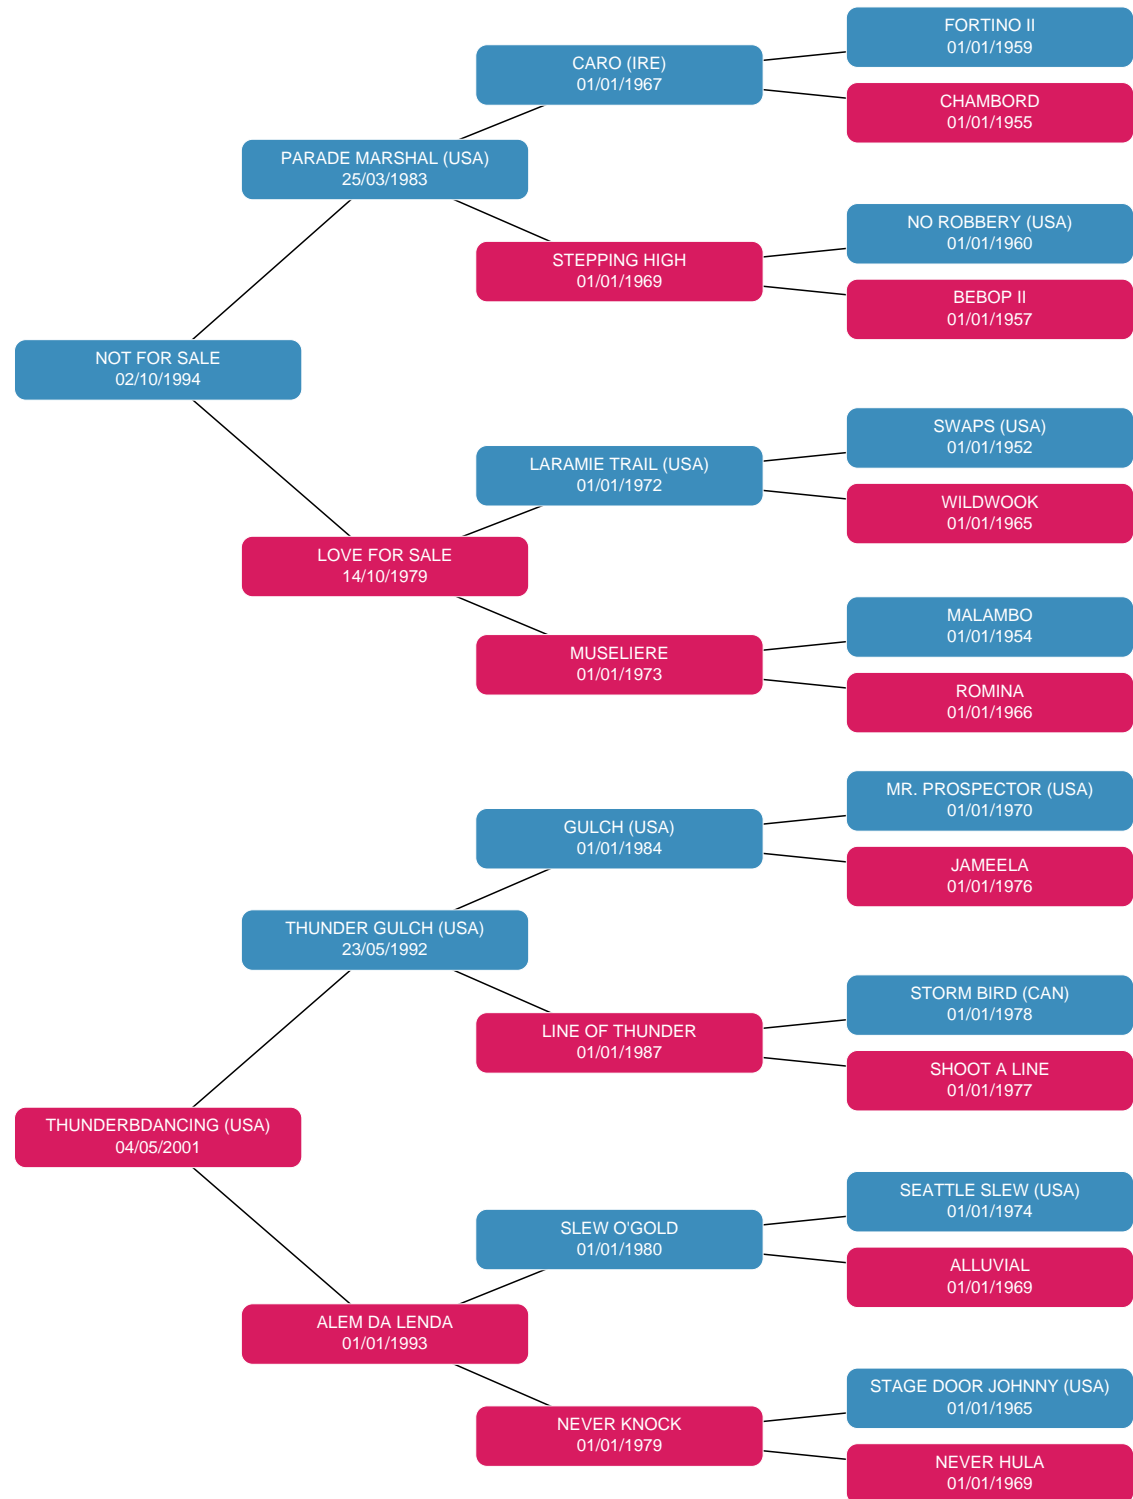 FORTINO II
01/01/1959
CARO (IRE)
01/01/1967
CHAMBORD
01/01/1955
PARADE MARSHAL (USA)
25/03/1983
NO ROBBERY (USA)
01/01/1960
STEPPING HIGH
01/01/1969
BEBOP II
01/01/1957
NOT FOR SALE
02/10/1994
SWAPS (USA)
01/01/1952
LARAMIE TRAIL (USA)
01/01/1972
WILDWOOK
01/01/1965
LOVE FOR SALE
14/10/1979
MALAMBO
01/01/1954
MUSELIERE
01/01/1973
ROMINA
01/01/1966
MR. PROSPECTOR (USA)
01/01/1970
GULCH (USA)
01/01/1984
JAMEELA
01/01/1976
THUNDER GULCH (USA)
23/05/1992
STORM BIRD (CAN)
01/01/1978
LINE OF THUNDER
01/01/1987
SHOOT A LINE
01/01/1977
THUNDERBDANCING (USA)
04/05/2001
SEATTLE SLEW (USA)
01/01/1974
SLEW O'GOLD
01/01/1980
ALLUVIAL
01/01/1969
ALEM DA LENDA
01/01/1993
STAGE DOOR JOHNNY (USA)
01/01/1965
NEVER KNOCK
01/01/1979
NEVER HULA
01/01/1969